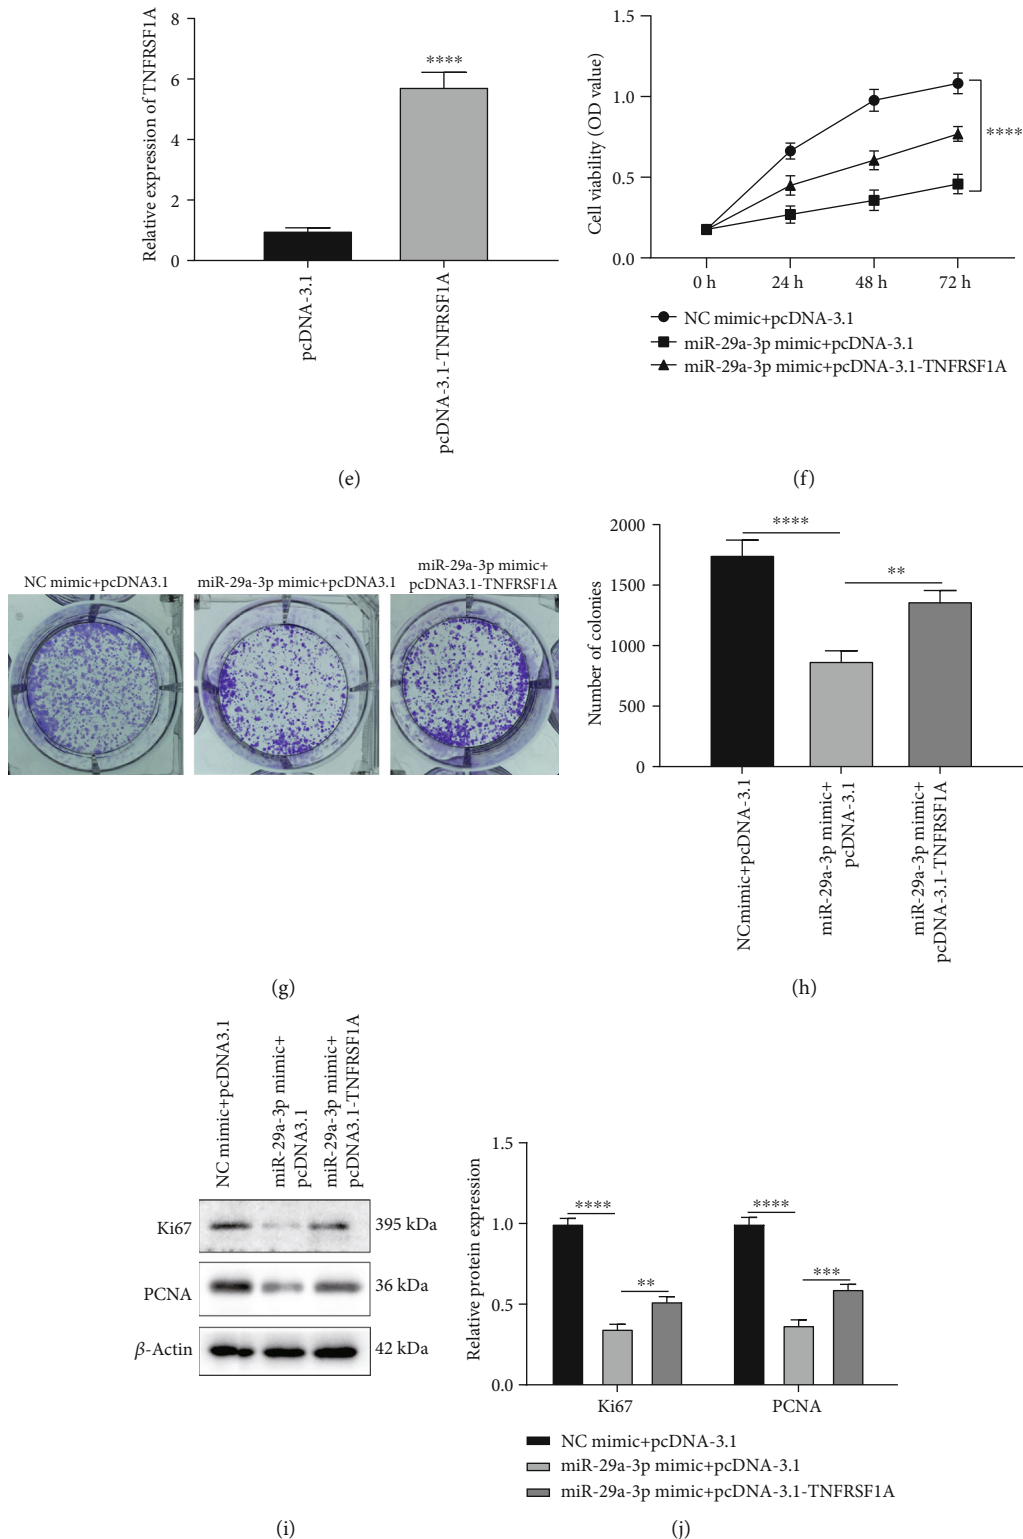 Relative expression of TNFRSF1A
8
6
4
2
0
****
pcDNA-3.1
pcDNA-3.1-TNFRSF1A
(e)
Cell viability (OD value)
1.5
1.0
0.5
0.0
****
0 h
24 h
48 h
72 h
NC mimic+pcDNA-3.1
miR-29a-3p mimic+pcDNA-3.1
miR-29a-3p mimic+pcDNA-3.1-TNFRSF1A
(f)
NC mimic+pcDNA3.1
miR-29a-3p mimic+pcDNA3.1
miR-29a-3p mimic+
pcDNA3.1-TNFRSF1A
(g)
Number of colonies
2000
1500
1000
500
0
****
**
NCmimic+pcDNA-3.1
miR-29a-3p mimic+
pcDNA-3.1
miR-29a-3p mimic+
pcDNA-3.1-TNFRSF1A
(h)
NC mimic+pcDNA3.1
miR-29a-3p mimic+
pcDNA3.1
miR-29a-3p mimic+
pcDNA3.1-TNFRSF1A
Ki67
395 kDa
PCNA
36 kDa
β-Actin
42 kDa
(i)
Relative protein expression
1.5
1.0
0.5
0.0
****
**
****
***
Ki67
PCNA
NC mimic+pcDNA-3.1
miR-29a-3p mimic+pcDNA-3.1
miR-29a-3p mimic+pcDNA-3.1-TNFRSF1A
(j)